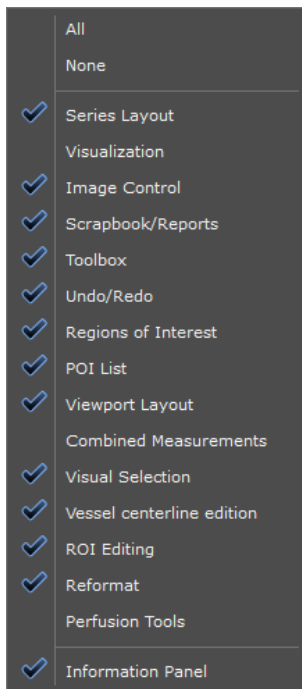 All
None
Series Layout
Visualization
Image Control
Scrapbook/Reports
Toolbox
Undo/Redo
Regions of Interest
POI List
Viewport Layout
Combined Measurements
Visual Selection
Vessel centerline edition
ROI Editing
Reformat
Perfusion Tools
Information Panel